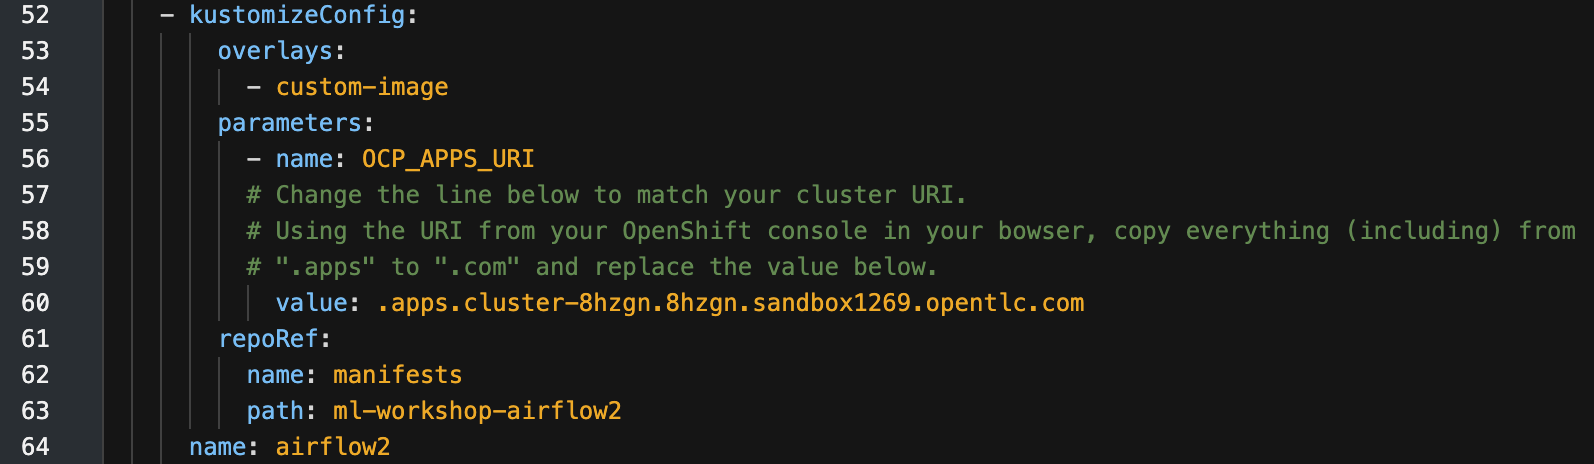 52 - kustomizeConfig:
53 overlays:
54 - custom-image
55 parameters:
56 - name: OCP_APPS_URI
57 # Change the line below to match your cluster URI.
58 # Using the URI from your OpenShift console in your bowser, copy everything (including) from
59 # ".apps" to ".com" and replace the value below.
60 value: .apps.cluster-8hzgn.8hzgn.sandbox1269.opentlc.com
61 repoRef:
62 name: manifests
63 path: ml-workshop-airflow2
64 name: airflow2